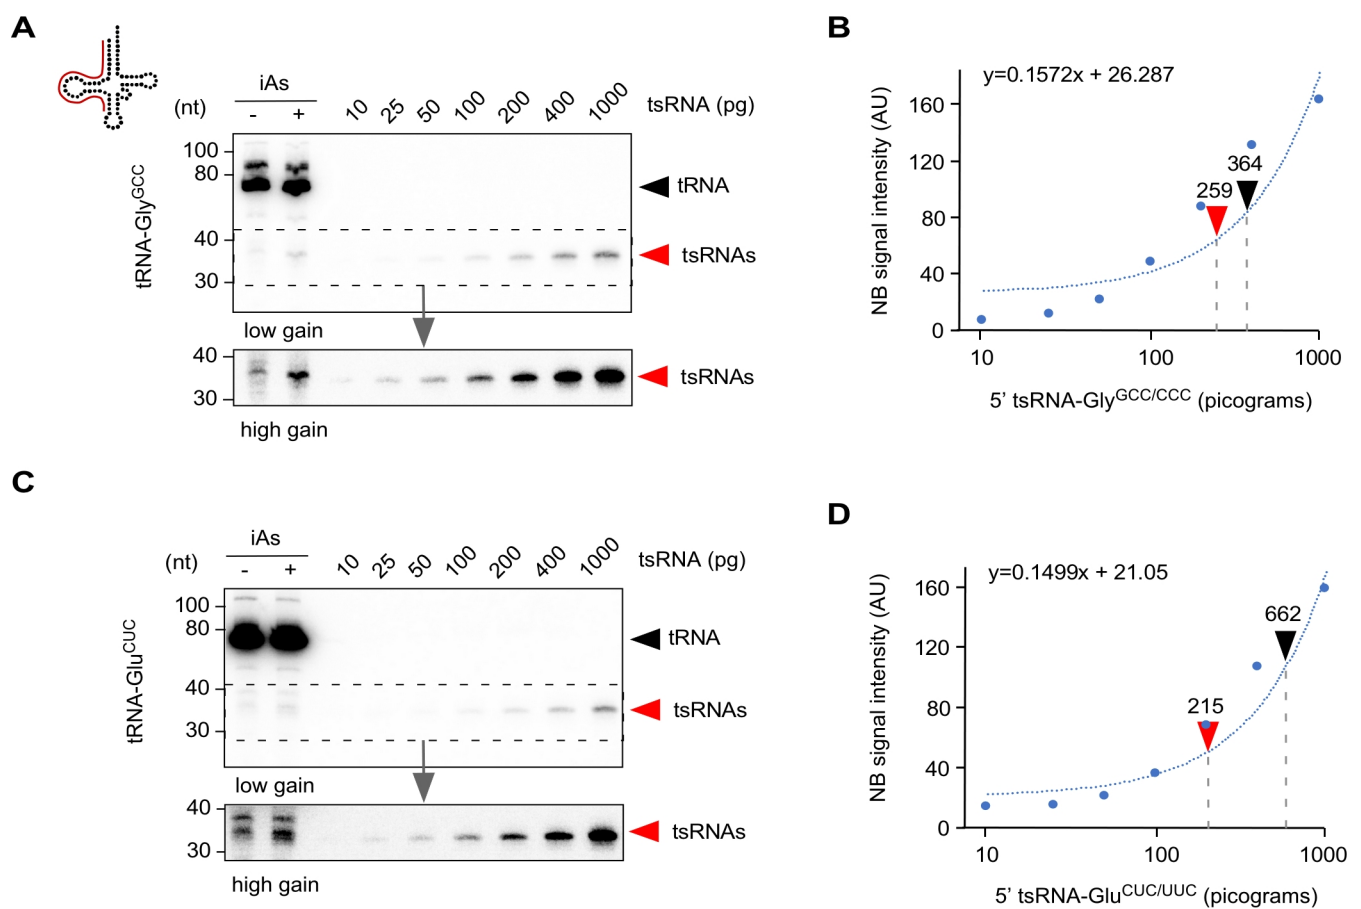 A
iAs
(nt)
- +
10 25 50 100 200 400 1000
tsRNA (pg)
tRNA-Gly^GCC
100
80
40
30
tRNA
tsRNAs
low gain
40
30
tsRNAs
high gain
B
y=0.1572x + 26.287
NB signal intensity (AU)
160
120
80
40
0
259
364
10 100 1000
5’ tsRNA-Gly^GCC/CCC (picograms)
C
iAs
(nt)
- +
10 25 50 100 200 400 1000
tsRNA (pg)
tRNA-Glu^CUC
100
80
40
30
tRNA
tsRNAs
low gain
40
30
tsRNAs
high gain
D
y=0.1499x + 21.05
NB signal intensity (AU)
160
120
80
40
0
215
662
10 100 1000
5’ tsRNA-Glu^CUC/UUC (picograms)